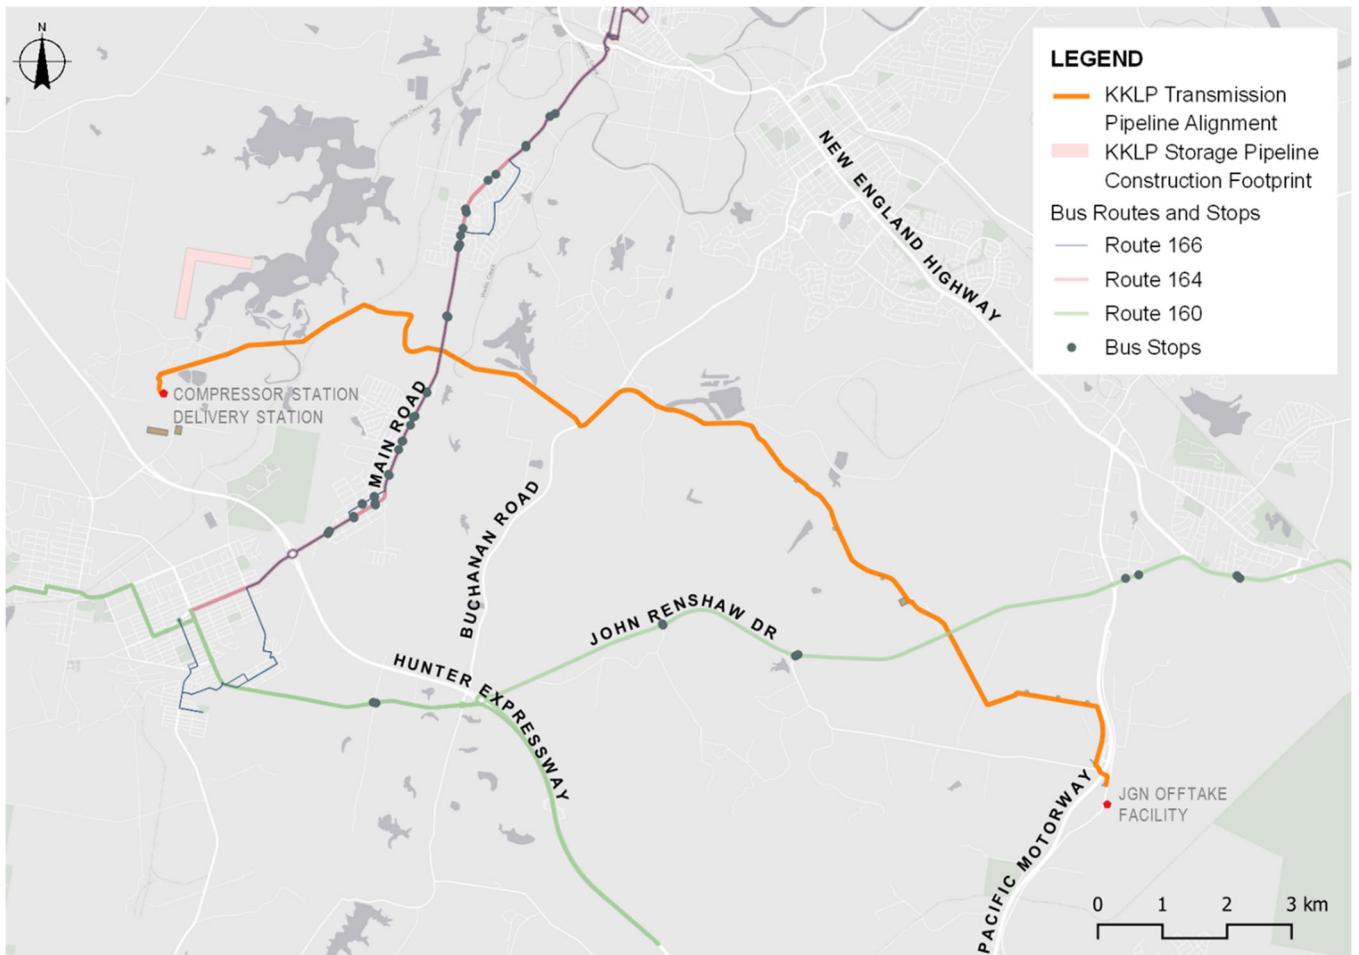 N
LEGEND
KKLP Transmission
Pipeline Alignment
KKLP Storage Pipeline
Construction Footprint
Bus Routes and Stops
Route 166
Route 164
Route 160
Bus Stops
NEW ENGLAND HIGHWAY
COMPRESSOR STATION
DELIVERY STATION
MAIN ROAD
BUCHANAN ROAD
JOHN RENSHAW DR
HUNTER EXPRESSWAY
PACIFIC MOTORWAY
JGN OFFTAKE
FACILITY
0 1 2 3 km